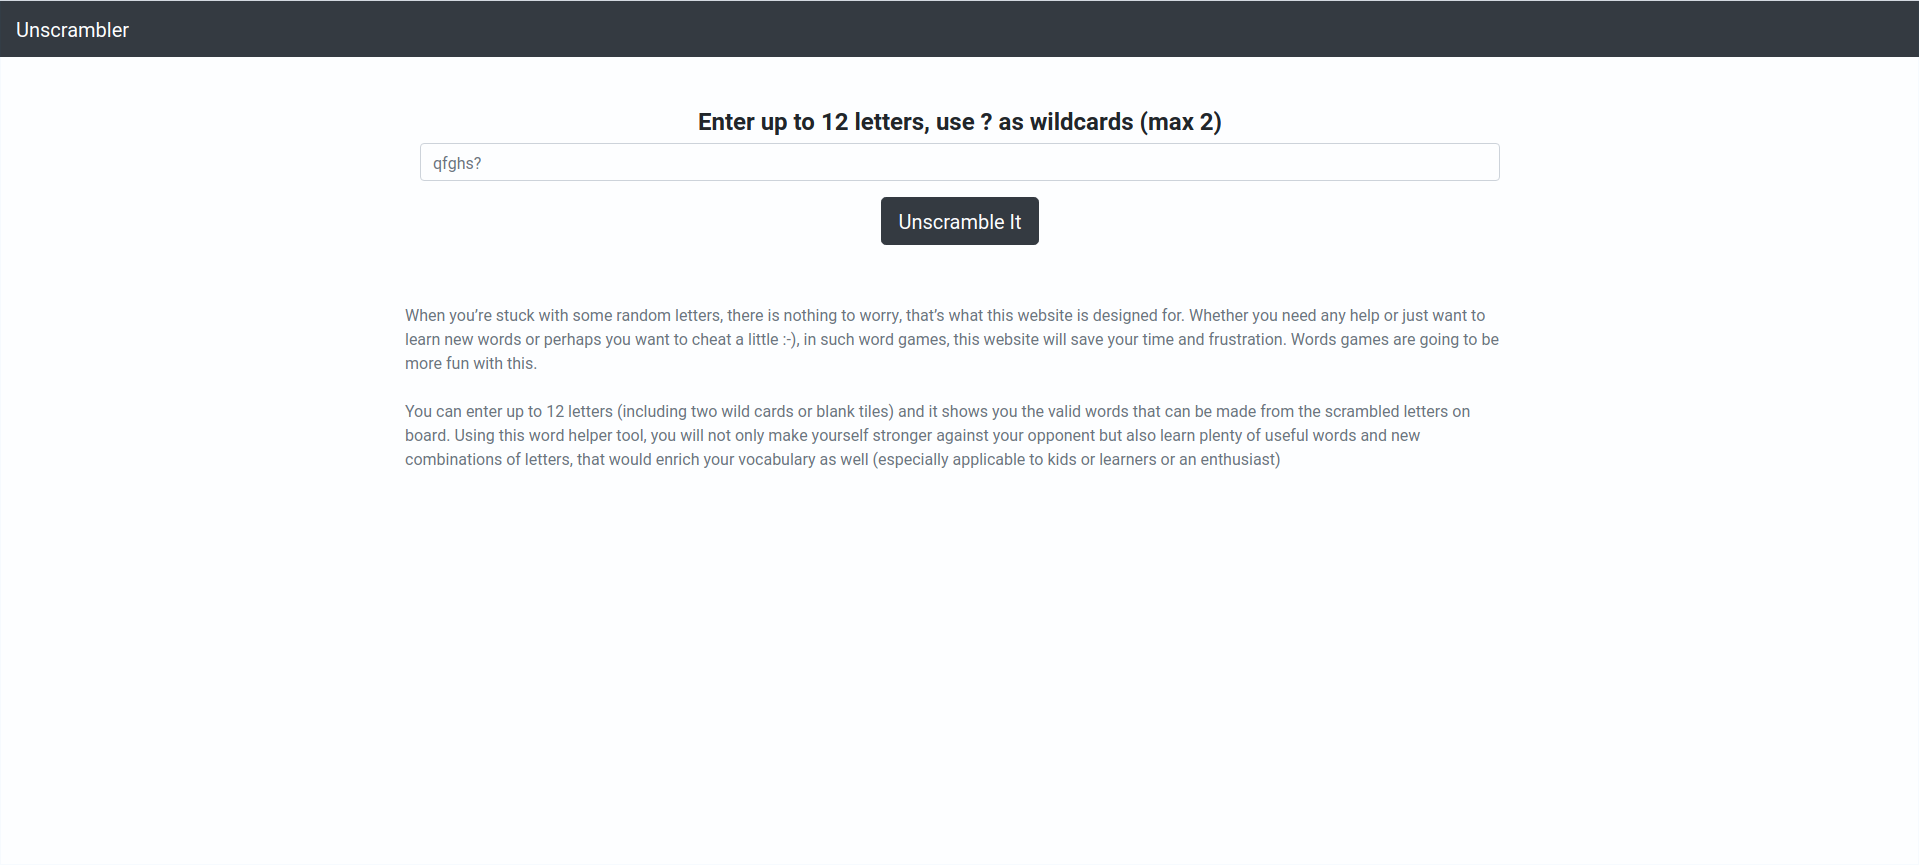 Unscrambler
Enter up to 12 letters, use ? as wildcards (max 2)
qfghs?
Unscramble It
When you’re stuck with some random letters, there is nothing to worry, that’s what this website is designed for. Whether you need any help or just want to
learn new words or perhaps you want to cheat a little :-), in such word games, this website will save your time and frustration. Words games are going to be
more fun with this.
You can enter up to 12 letters (including two wild cards or blank tiles) and it shows you the valid words that can be made from the scrambled letters on
board. Using this word helper tool, you will not only make yourself stronger against your opponent but also learn plenty of useful words and new
combinations of letters, that would enrich your vocabulary as well (especially applicable to kids or learners or an enthusiast)